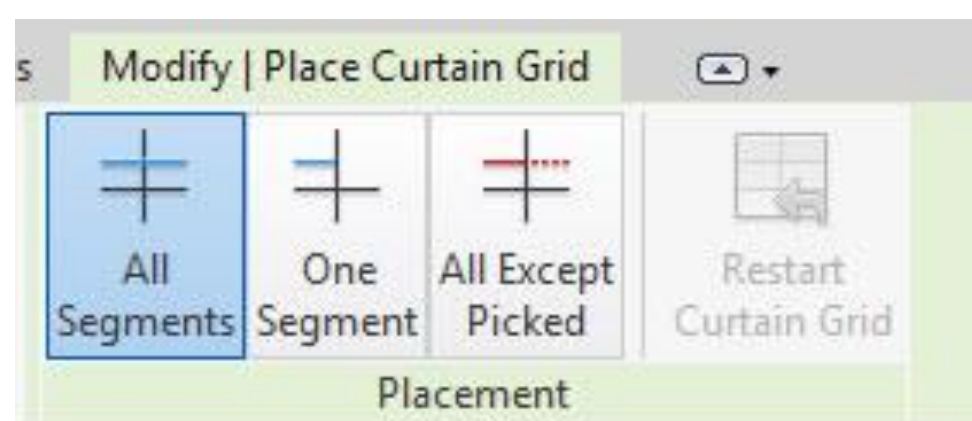 s Modify | Place Curtain Grid
All
Segments
One
Segment
All Except
Picked
Restart
Curtain Grid
Placement